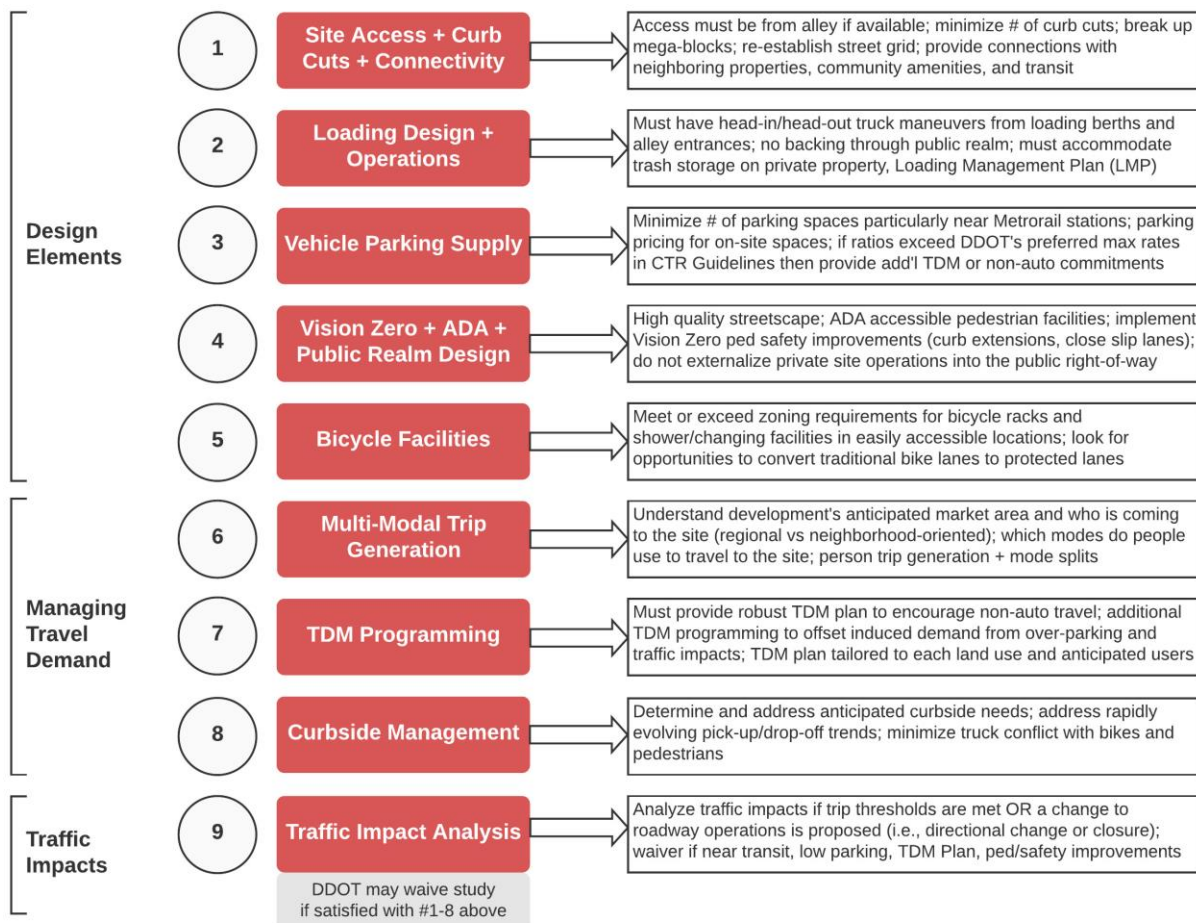 Design
Elements
1
Site Access + Curb
Cuts + Connectivity
Access must be from alley if available; minimize # of curb cuts; break up
mega-blocks; re-establish street grid; provide connections with
neighboring properties, community amenities, and transit
2
Loading Design +
Operations
Must have head-in/head-out truck maneuvers from loading berths and
alley entrances; no backing through public realm; must accommodate
trash storage on private property, Loading Management Plan (LMP)
3
Vehicle Parking Supply
Minimize # of parking spaces particularly near Metrorail stations; parking
pricing for on-site spaces; if ratios exceed DDOT's preferred max rates
in CTR Guidelines then provide add'l TDM or non-auto commitments
4
Vision Zero + ADA +
Public Realm Design
High quality streetscape; ADA accessible pedestrian facilities; implement
Vision Zero ped safety improvements (curb extensions, close slip lanes);
do not externalize private site operations into the public right-of-way
5
Bicycle Facilities
Meet or exceed zoning requirements for bicycle racks and
shower/changing facilities in easily accessible locations; look for
opportunities to convert traditional bike lanes to protected lanes
Managing
Travel
Demand
6
Multi-Modal Trip
Generation
Understand development's anticipated market area and who is coming
to the site (regional vs neighborhood-oriented); which modes do people
use to travel to the site; person trip generation + mode splits
7
TDM Programming
Must provide robust TDM plan to encourage non-auto travel; additional
TDM programming to offset induced demand from over-parking and
traffic impacts; TDM plan tailored to each land use and anticipated users
8
Curbside Management
Determine and address anticipated curbside needs; address rapidly
evolving pick-up/drop-off trends; minimize truck conflict with bikes and
pedestrians
Traffic
Impacts
9
Traffic Impact Analysis
Analyze traffic impacts if trip thresholds are met OR a change to
roadway operations is proposed (i.e., directional change or closure);
waiver if near transit, low parking, TDM Plan, ped/safety improvements
DDOT may waive study
if satisfied with #1-8 above